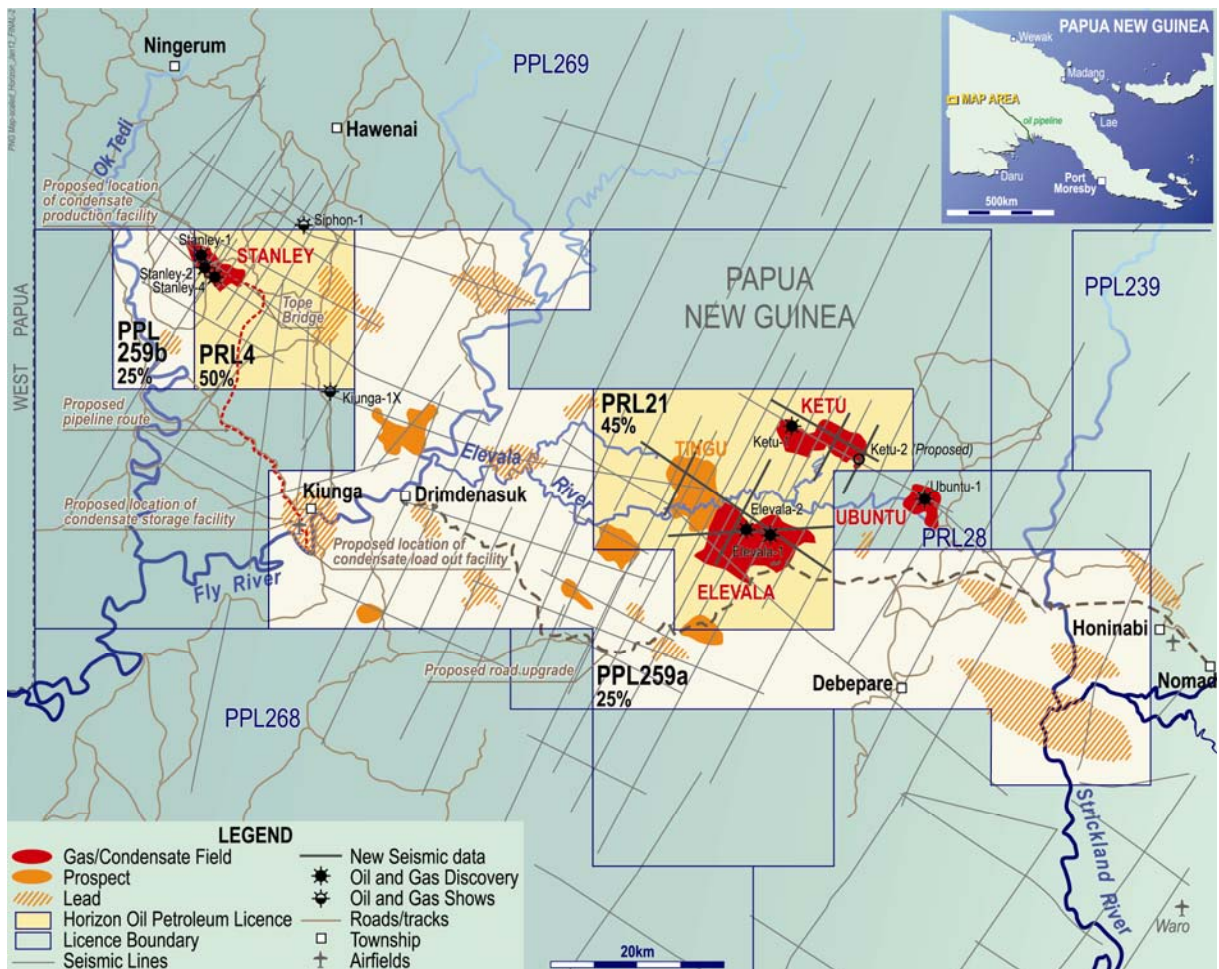 PNG Map-scaled_Horizon_Jan12_FINAL-2
Ningerum
PPL269
PAPUA NEW GUINEA
Wewak
Madang
MAP AREA
Lae
oil pipeline
Daru
Port
Moresby
500km
Hawenai
Ok Tedi
Proposed location
of condensate
production facility
Siphon-1
Stanley-1
STANLEY
Stanley-2
Stanley-4
PAPUA
NEW GUINEA
PPL239
Tope
Bridge
WEST PAPUA
PPL
259b
25%
PRL4
50%
Kiunga-1X
PRL21
45%
KETU
Ketu-1
Ketu-2 (Proposed)
Proposed
pipeline route
TINGU
Elevala
River
Kiunga
Drimdenasuk
Ubuntu-1
Elevala-2
UBUNTU
Proposed location of
condensate storage facility
Elevala-1
PRL28
Proposed location of
condensate load out facility
Fly River
ELEVALA
Honinabi
Proposed road upgrade
PPL259a
25%
Debepare
Nomad
PPL268
Strickland River
Waro
LEGEND
Gas/Condensate Field
Prospect
Lead
Horizon Oil Petroleum Licence
Licence Boundary
Seismic Lines
New Seismic data
Oil and Gas Discovery
Oil and Gas Shows
Roads/tracks
Township
Airfields
20km